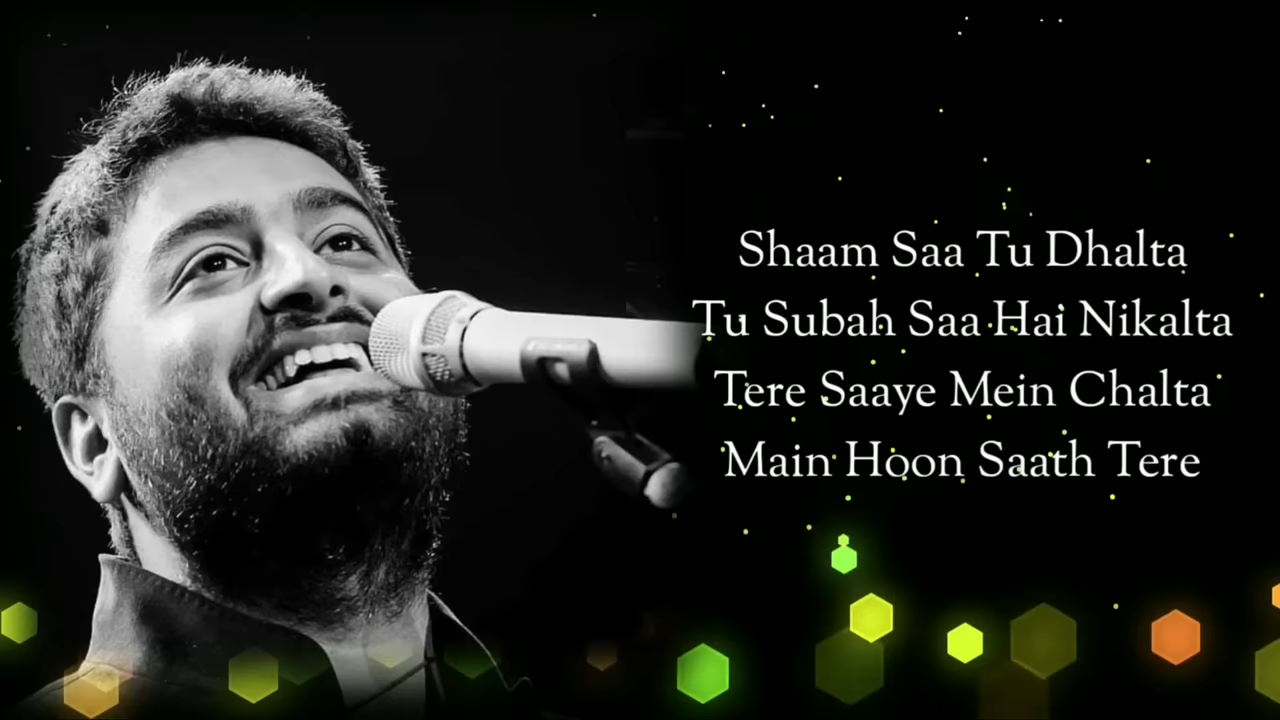 Shaam Saa Tu Dhalta
Tu Subah Saa Hai Nikalta
Tere Saaye Mein Chalta
Main Hoon Saath Tere